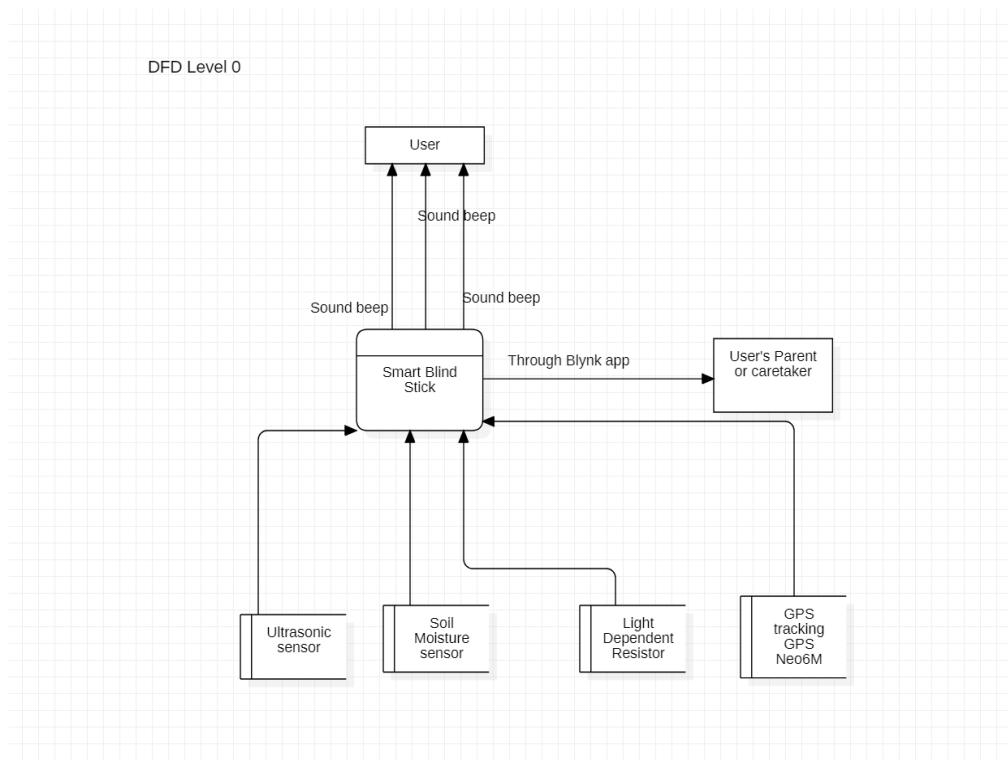 DFD Level 0
User
Sound beep
Sound beep
Sound beep
Smart Blind
Stick
Through Blynk app
User's Parent
or caretaker
Ultrasonic
sensor
Soil
Moisture
sensor
Light
Dependent
Resistor
GPS
tracking
GPS
Neo6M